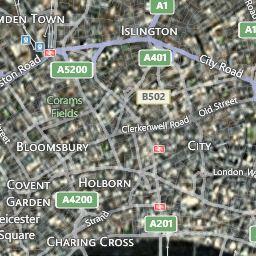 A1
MDEN TOWN
ISLINGTON
A401
A1
STON ROAD
CITY ROAD
A5200
B502
Corams
Fields
Old Street
Clerkenwell Road
BLOOMSBURY
CITY
London W
HOLBORN
COVENT
GARDEN
A4200
eicester
Square
Strand
A201
CHARING CROSS